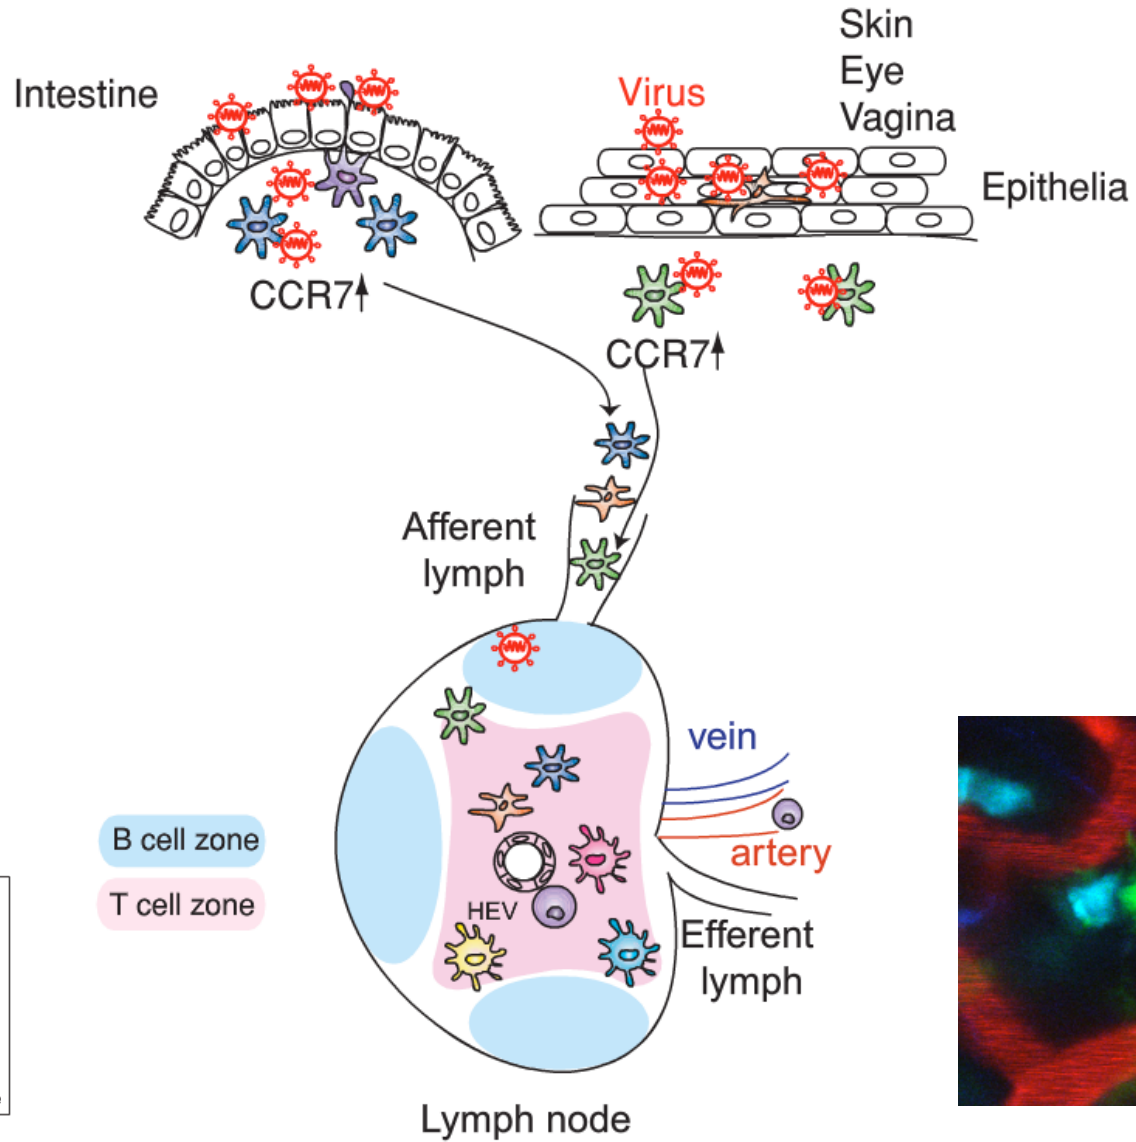 Skin
Eye
Vagina
Intestine
Virus
Epithelia
CCR7
CCR7
Afferent
lymph
vein
B cell zone
artery
T cell zone
HEV
Efferent
lymph
Lymph node